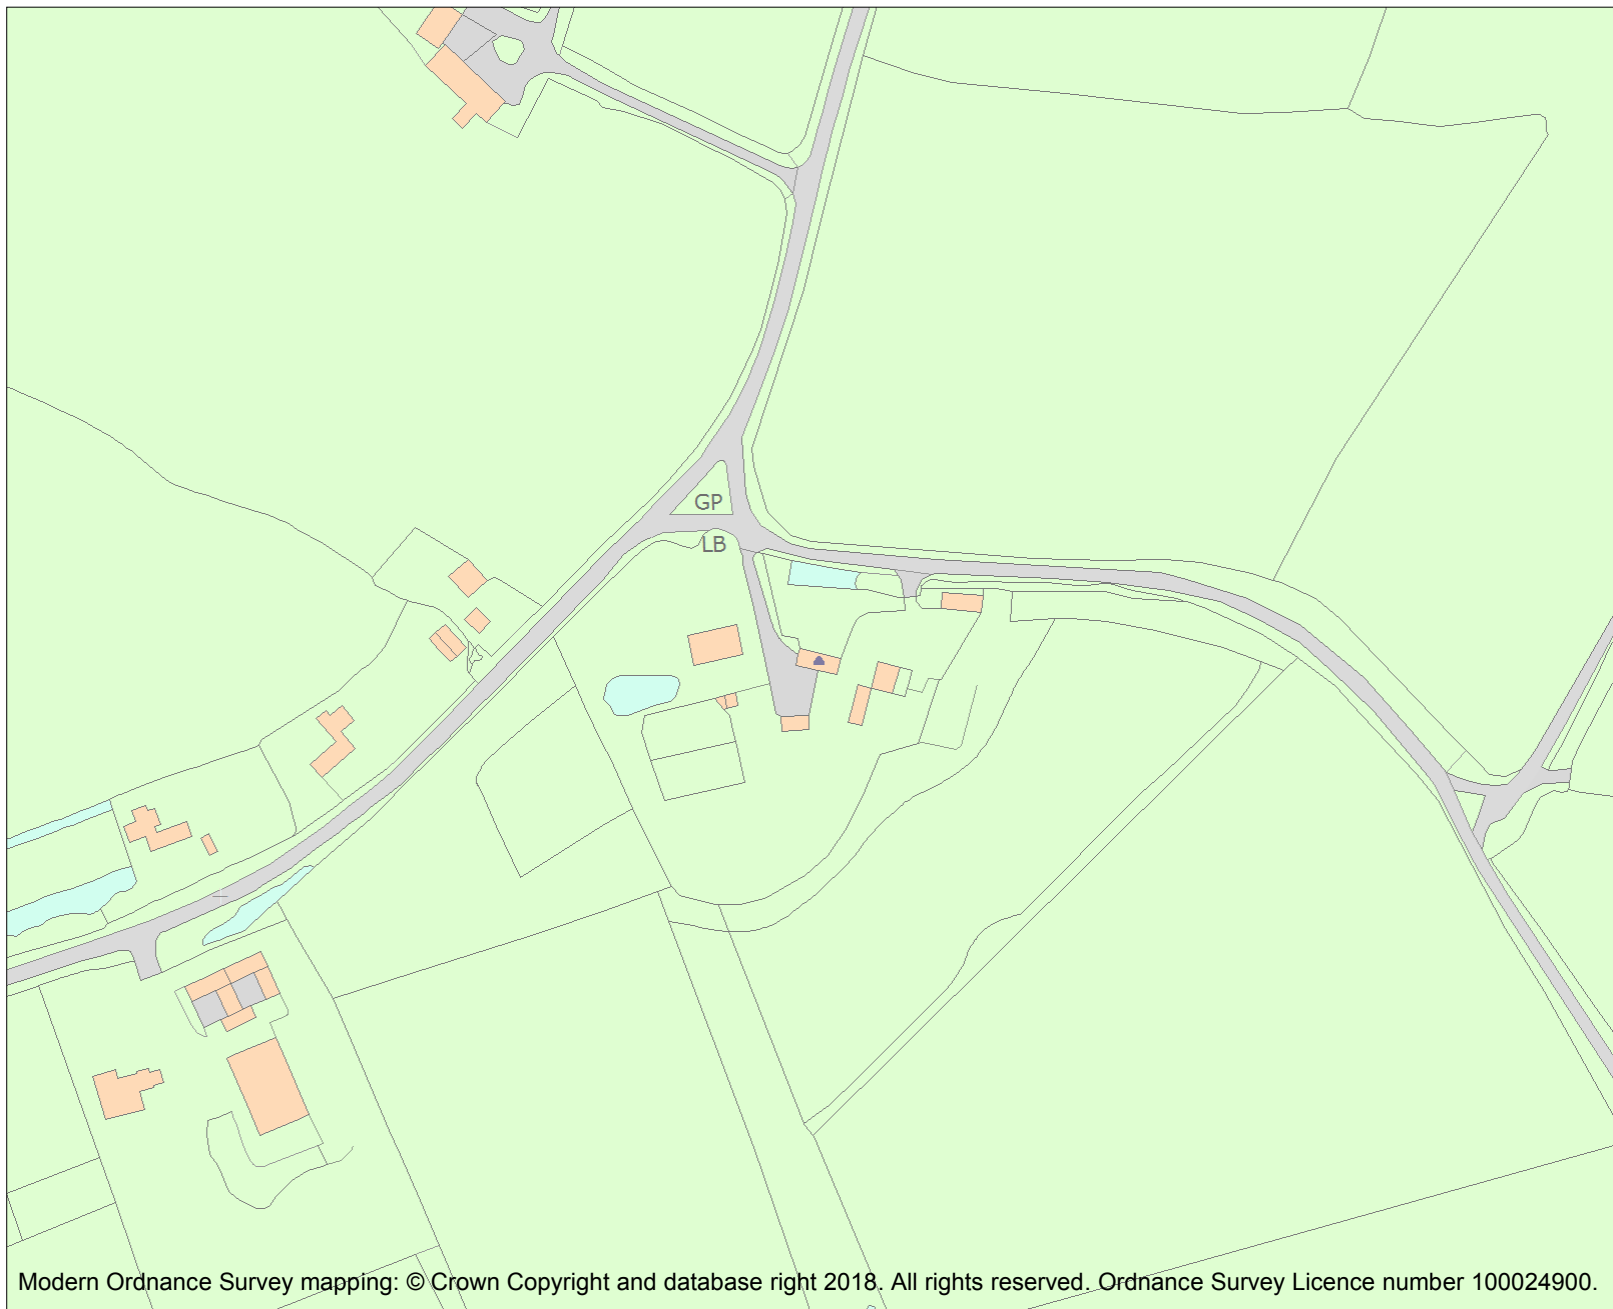 GP
LB
Modern Ordnance Survey mapping: © Crown Copyright and database right 2018. All rights reserved. Ordnance Survey Licence number 100024900.